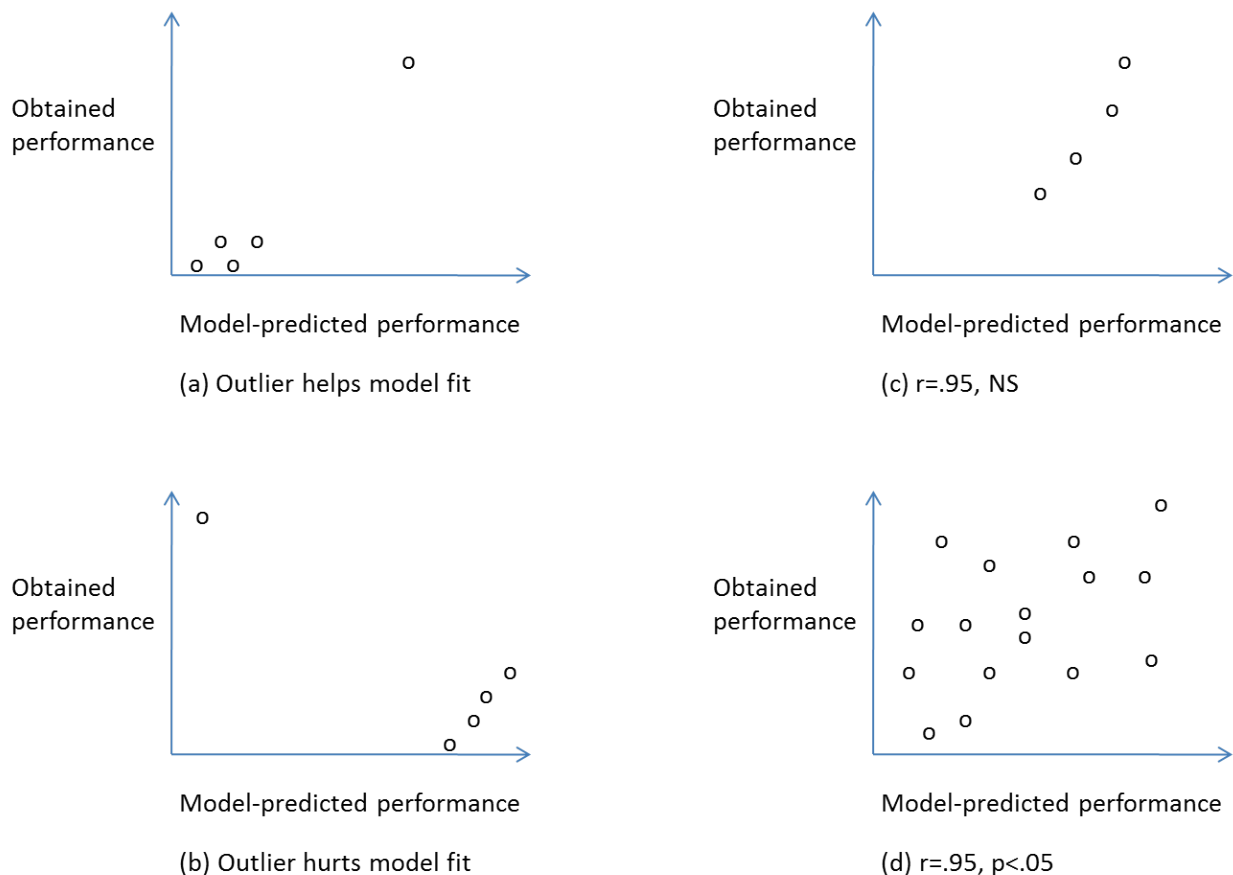 Obtained
performance
Model-predicted performance
(a) Outlier helps model fit
Obtained
performance
Model-predicted performance
(c) r=.95, NS
Obtained
performance
Model-predicted performance
(b) Outlier hurts model fit
Obtained
performance
Model-predicted performance
(d) r=.95, p<.05